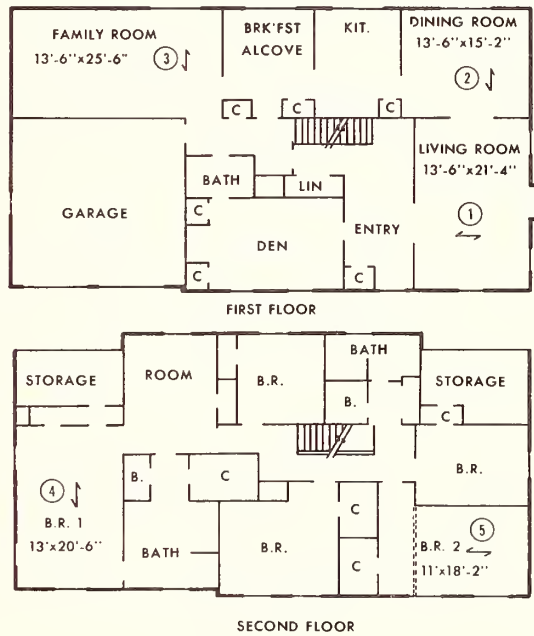 FAMILY ROOM
13'-6"x25'-6"
3
BRK'FST
ALCOVE
KIT.
DINING ROOM
13'-6"x15'-2"
2
C
C
C
LIVING ROOM
13'-6"x21'-4"
1
BATH
LIN
GARAGE
C
DEN
ENTRY
C
C
FIRST FLOOR
STORAGE
ROOM
B.R.
BATH
B.
STORAGE
C
B.R.
4
B.R. 1
13'x20'-6"
B.
C
BATH
B.R.
C
C
5
B.R. 2
11'x18'-2"
SECOND FLOOR